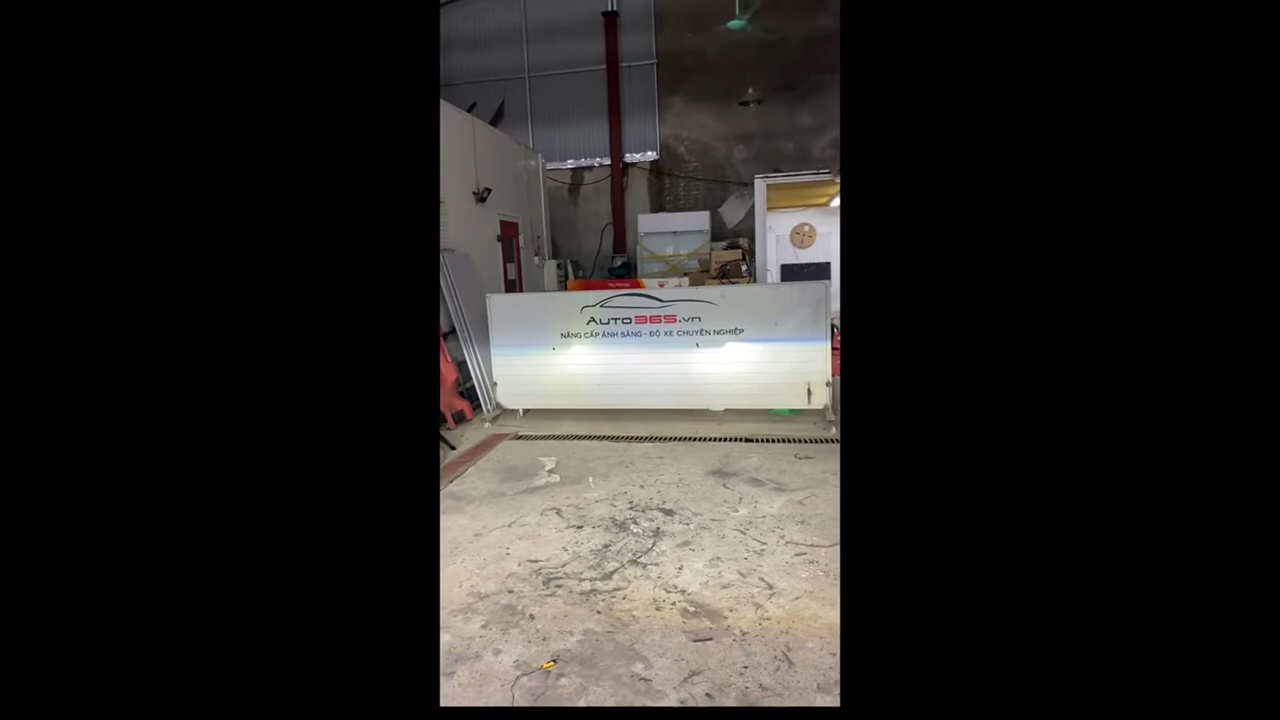 AUTO365.vn
NÂNG CẤP ÁNH SÁNG - ĐỘ XE CHUYÊN NGHIỆP